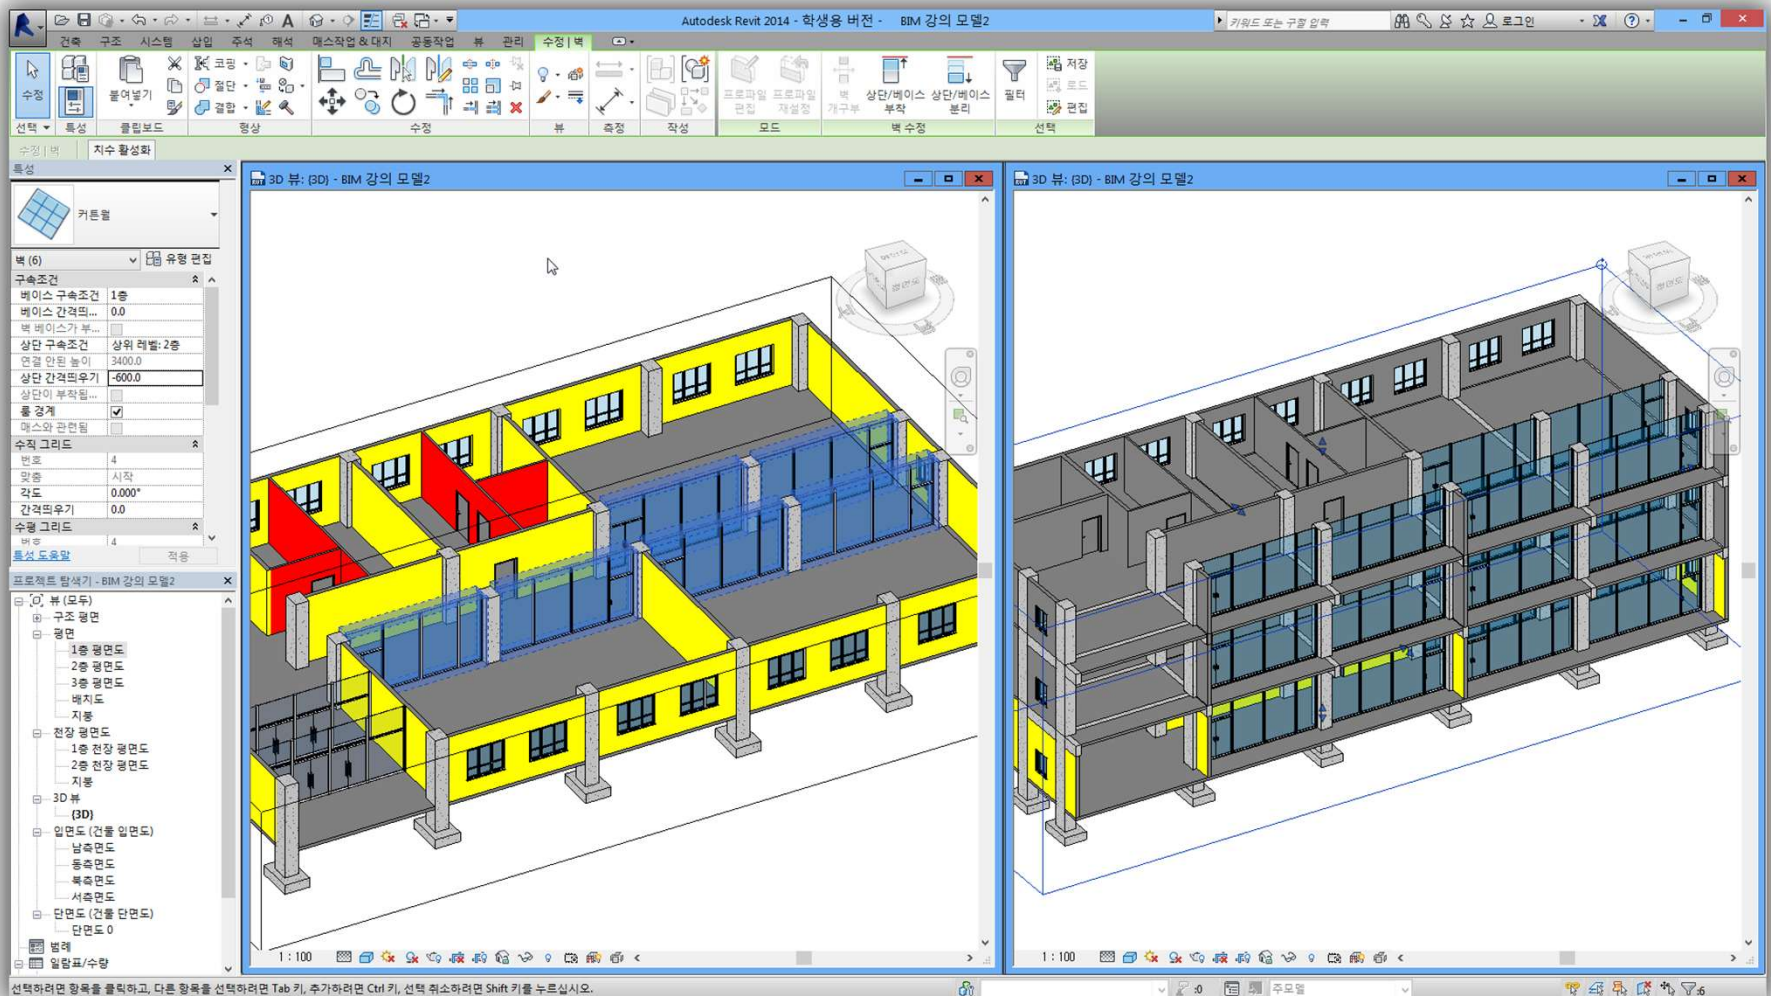 Autodesk Revit 2014 - 학생용 버전 - BIM 강의 모델2
키워드 또는 구절 입력
로그인
건축 구조 시스템 삽입 주석 해석 매스작업 & 대지 공동작업 뷰 관리 수정 | 벽
수정
붙여넣기
코핑
절단
결합
프로파일 편집
프로파일 재설정
벽 개구부
상단/베이스 부착
상단/베이스 분리
필터
저장
로드
편집
선택 특성 클립보드 형상 수정 뷰 측정 작성 모드 벽 수정 선택
수정 | 벽 치수 활성화
특성
커튼월
벽 (6) 유형 편집
구속조건
베이스 구속조건 1층
베이스 간격띄... 0.0
벽 베이스가 부...
상단 구속조건 상위 레벨: 2층
연결 안된 높이 3400.0
상단 간격띄우기 -600.0
상단이 부착됨...
룸 경계
매스와 관련됨
수직 그리드
번호 4
맞춤 시작
각도 0.000°
간격띄우기 0.0
수평 그리드
번호 4
특성 도움말 적용
프로젝트 탐색기 - BIM 강의 모델2
뷰 (모두)
구조 평면
평면
1층 평면도
2층 평면도
3층 평면도
배치도
지붕
천장 평면도
1층 천장 평면도
2층 천장 평면도
지붕
3D 뷰
{3D}
입면도 (건물 입면도)
남측면도
동측면도
북측면도
서측면도
단면도 (건물 단면도)
단면도 0
범례
일람표/수량
3D 뷰: {3D} - BIM 강의 모델2
1 : 100
3D 뷰: {3D} - BIM 강의 모델2
1 : 100
선택하려면 항목을 클릭하고, 다른 항목을 선택하려면 Tab 키, 추가하려면 Ctrl 키, 선택 취소하려면 Shift 키를 누르십시오.
:0
주모델
:6